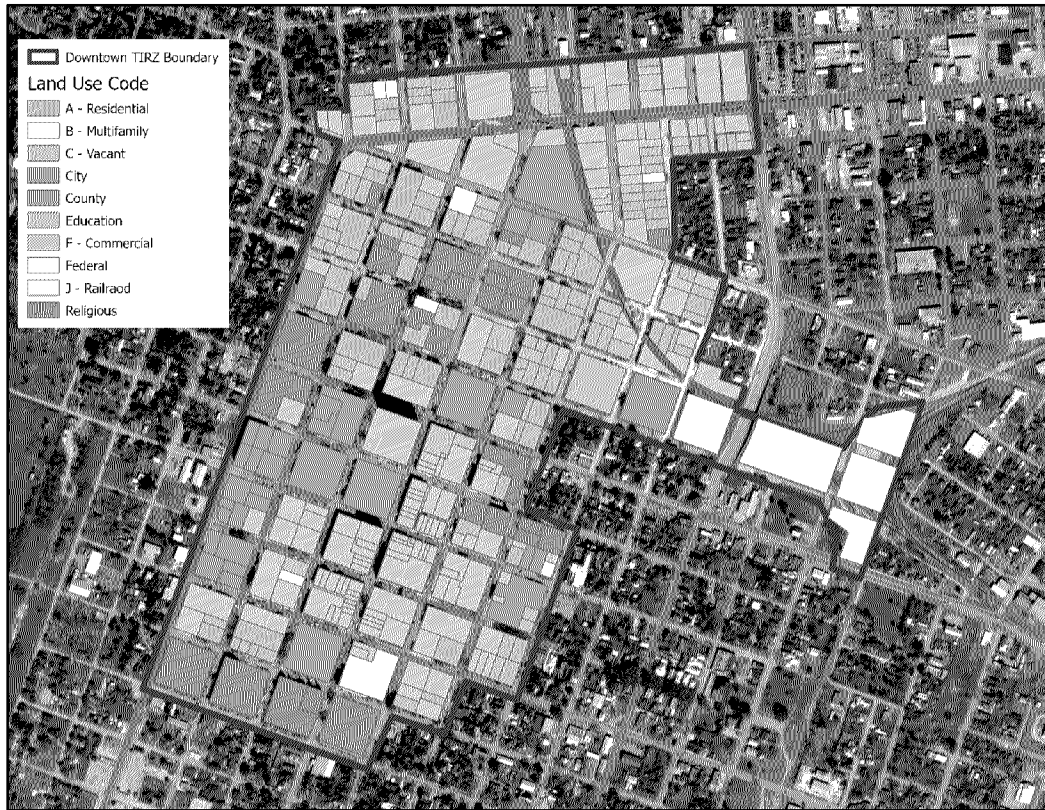 Downtown TIRZ Boundary
Land Use Code
A - Residential
B - Multifamily
C - Vacant
City
County
Education
F - Commercial
Federal
J - Railraod
Religious